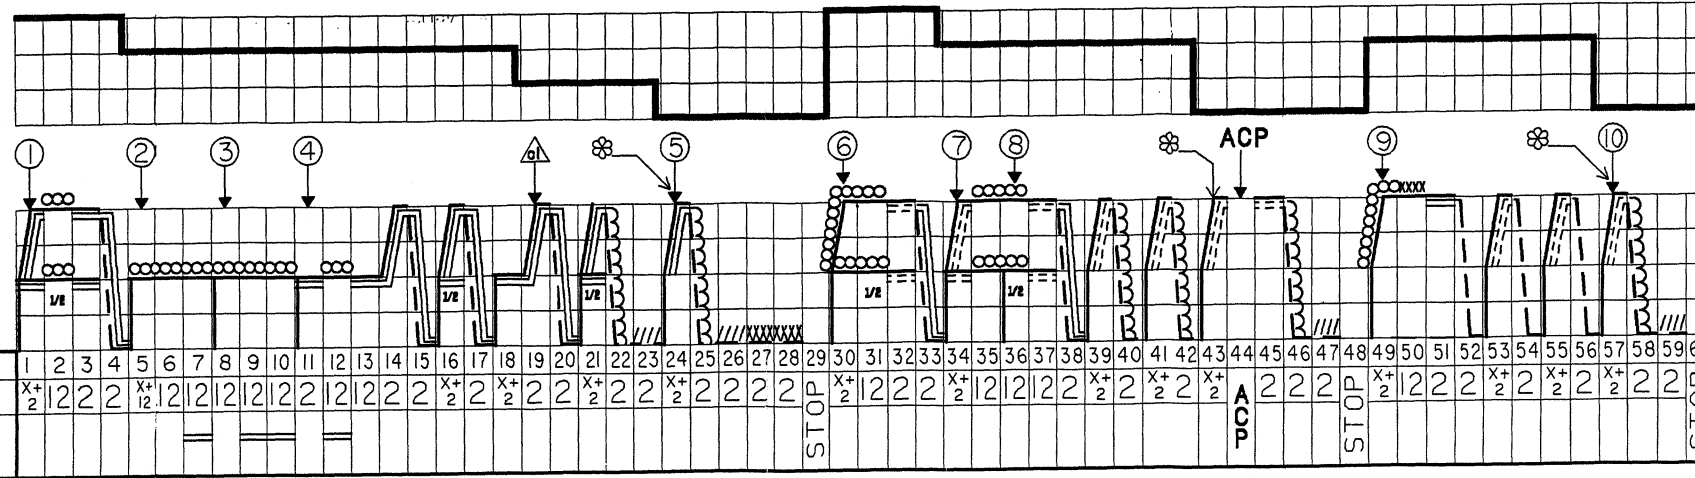 ACP
1 2 3 4 c1 5 6 7 8 9 10
1/2 1/2 1/2 1/2 1/2
1 2 3 4 5 6 7 8 9 10 11 12 13 14 15 16 17 18 19 20 21 22 23 24 25 26 27 28 29 30 31 32 33 34 35 36 37 38 39 40 41 42 43 44 45 46 47 48 49 50 51 52 53 54 55 56 57 58 59
X+2 12 2 2 X+12 12 12 12 12 12 12 12 2 2 2 X+2 2 X+2 2 2 X+2 2 2 X+2 2 2 2 2 STOP X+2 12 2 2 X+2 12 12 2 2 X+2 2 X+2 2 X+2 ACP 2 2 2 STOP X+2 12 2 2 X+2 2 X+2 2 X+2 2 2